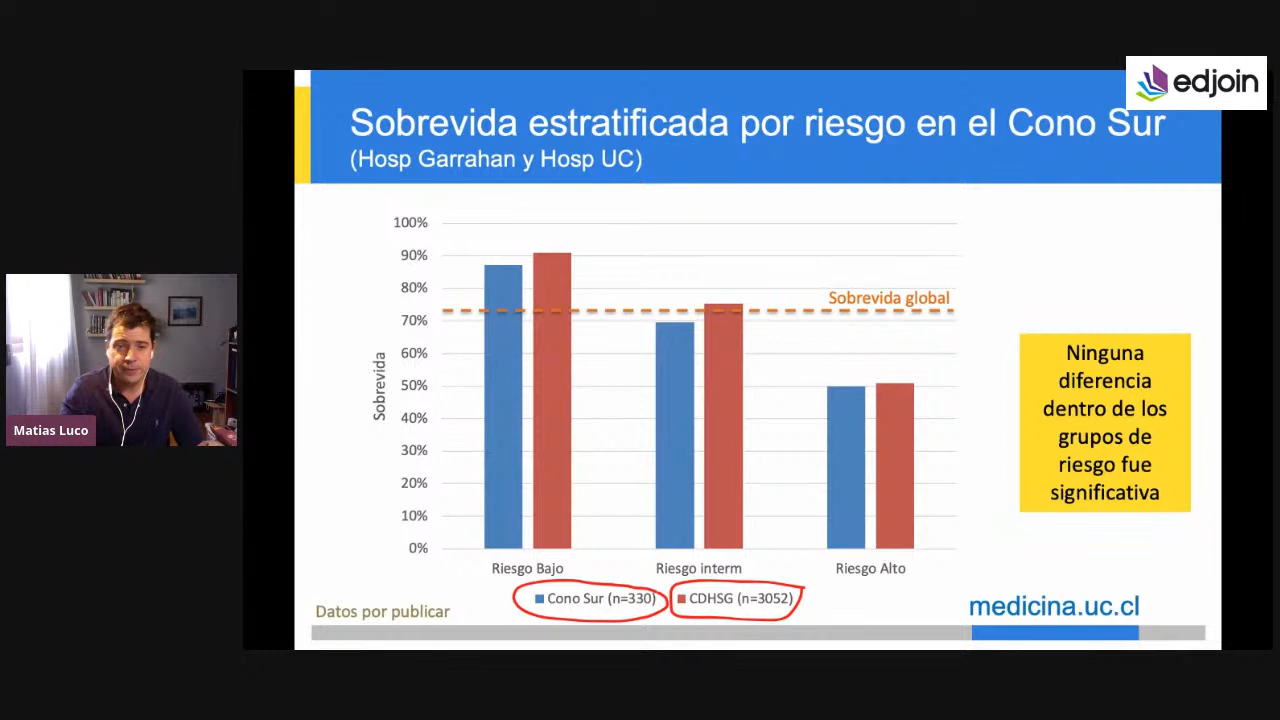 edjoin
Sobrevida estratificada por riesgo en el Cono Sur
(Hosp Garrahan y Hosp UC)
100%
90%
80%
70%
60%
50%
40%
30%
20%
10%
0%
Sobrevida
Sobrevida global
Riesgo Bajo
Riesgo interm
Riesgo Alto
Cono Sur (n=330)
CDHSG (n=3052)
Ninguna
diferencia
dentro de los
grupos de
riesgo fue
significativa
Datos por publicar
medicina.uc.cl
Matias Luco